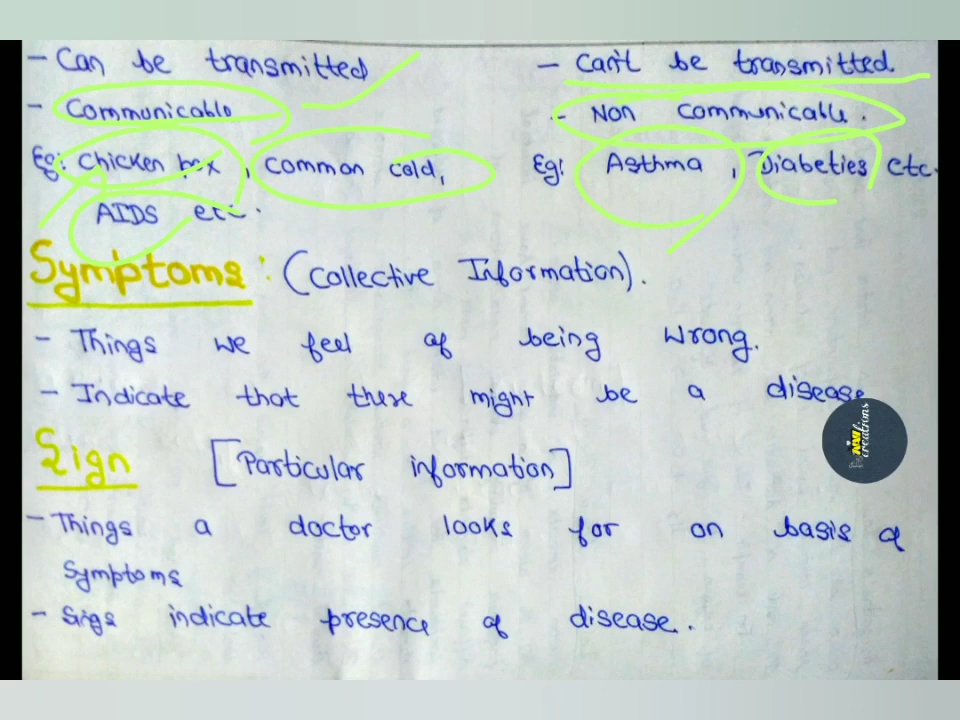 - Can be transmitted
- Can't be transmitted
- Communicable
- Non Communicable.
Eg: Chicken pox, Common cold,
Eg: Asthma, Diabeties etc.
AIDS etc.
Symptoms: (Collective Information).
- Things we feel of being wrong.
- Indicate that there might be a disease
Sign [Particular information]
- Things a doctor looks for on basis of
Symptoms
- Sigs indicate presence of disease.
creations